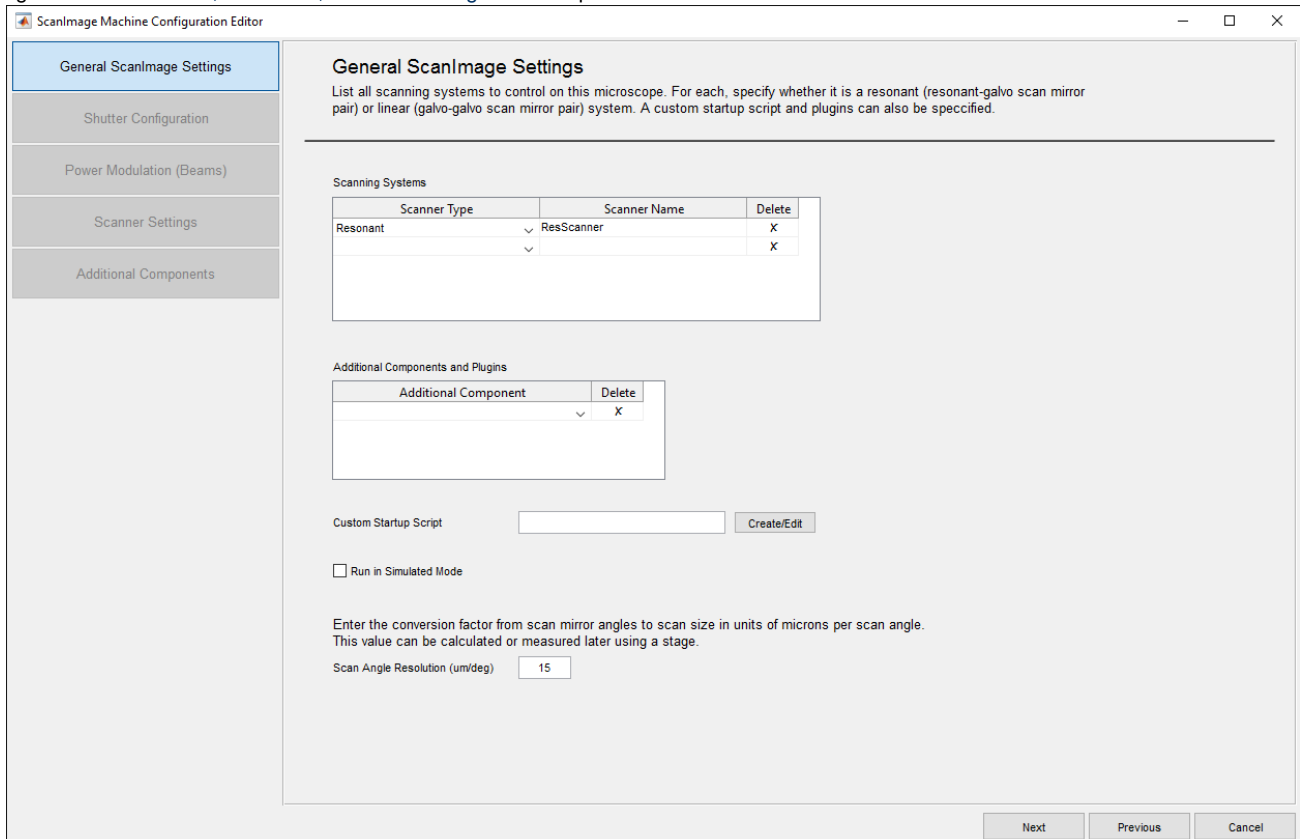 ScanImage Machine Configuration Editor
General ScanImage Settings
Shutter Configuration
Power Modulation (Beams)
Scanner Settings
Additional Components
General ScanImage Settings
List all scanning systems to control on this microscope. For each, specify whether it is a resonant (resonant-galvo scan mirror
pair) or linear (galvo-galvo scan mirror pair) system. A custom startup script and plugins can also be speccified.
Scanning Systems
Scanner Type Scanner Name Delete
Resonant ResScanner X
X
Additional Components and Plugins
Additional Component Delete
X
Custom Startup Script Create/Edit
Run in Simulated Mode
Enter the conversion factor from scan mirror angles to scan size in units of microns per scan angle.
This value can be calculated or measured later using a stage.
Scan Angle Resolution (um/deg) 15
Next Previous Cancel